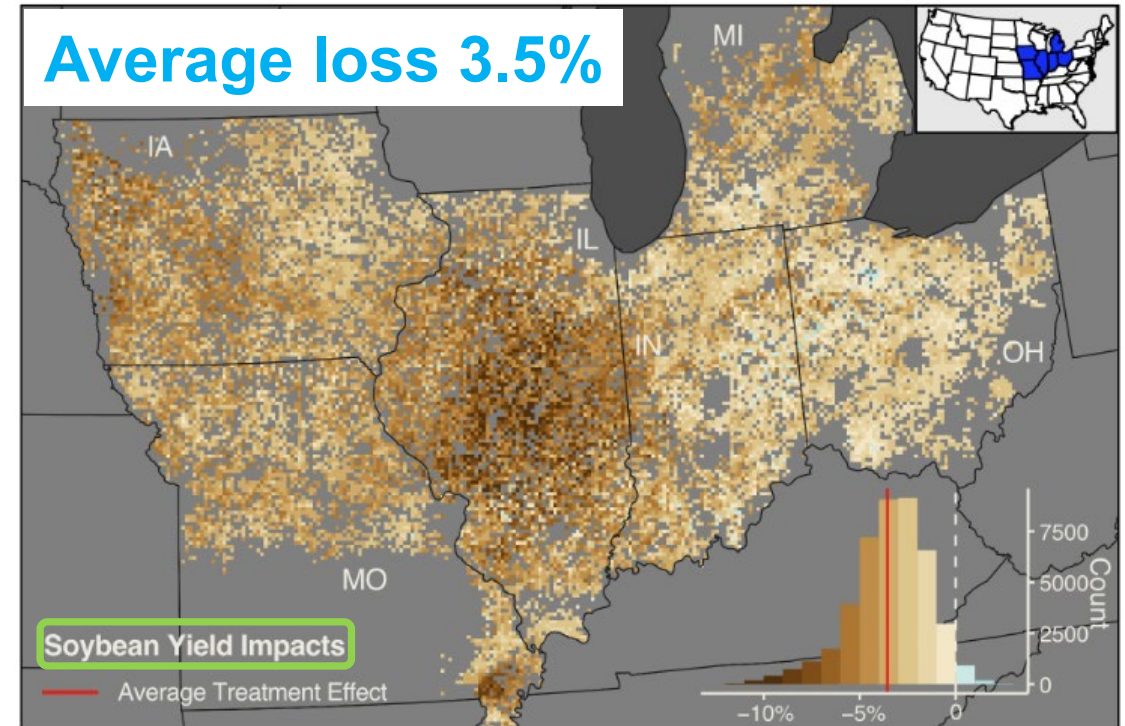 Average loss 3.5%
MI
IA
IL
IN
OH
MO
Soybean Yield Impacts
Average Treatment Effect
7500
5000
2500
0
Count
−10%
−5%
0